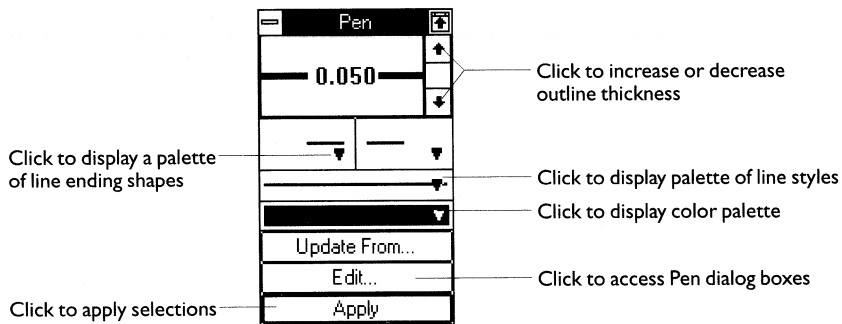 Pen
0.050
Click to increase or decrease
outline thickness
Click to display a palette
of line ending shapes
Click to display palette of line styles
Click to display color palette
Update From...
Edit...
Click to access Pen dialog boxes
Click to apply selections
Apply